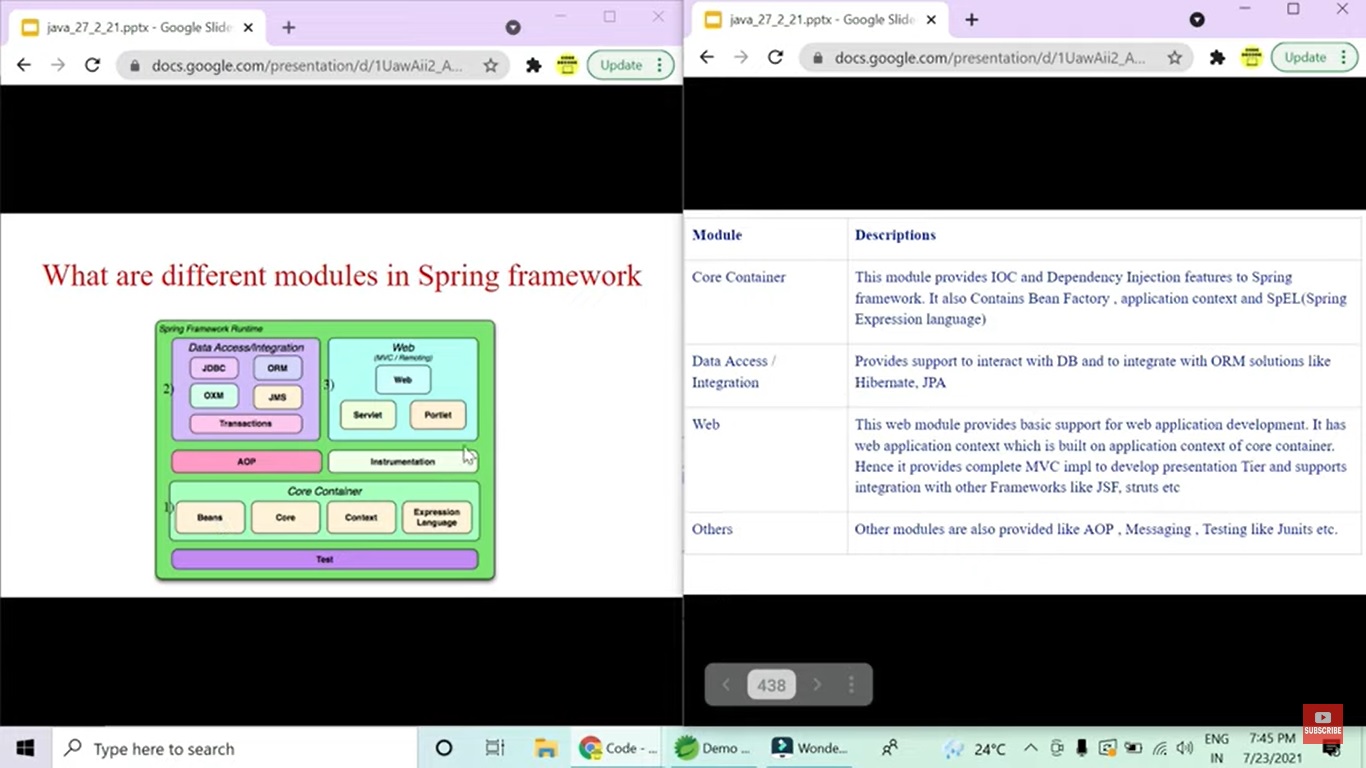 java_27_2_21.pptx - Google Slide
docs.google.com/presentation/d/1UawAii2_A...
Update
What are different modules in Spring framework
Spring Framework Runtime
Data Access/Integration
JDBC
ORM
OXM
JMS
Transactions
2)
Web
(MVC / Remoting)
Web
Servlet
Portlet
3)
AOP
Instrumentation
Core Container
1)
Beans
Core
Context
Expression
Language
Test
java_27_2_21.pptx - Google Slide
docs.google.com/presentation/d/1UawAii2_A...
Update
Module
Descriptions
Core Container
This module provides IOC and Dependency Injection features to Spring
framework. It also Contains Bean Factory , application context and SpEL(Spring
Expression language)
Data Access /
Integration
Provides support to interact with DB and to integrate with ORM solutions like
Hibernate, JPA
Web
This web module provides basic support for web application development. It has
web application context which is built on application context of core container.
Hence it provides complete MVC impl to develop presentation Tier and supports
integration with other Frameworks like JSF, struts etc
Others
Other modules are also provided like AOP , Messaging , Testing like Junits etc.
438
SUBSCRIBE
Type here to search
Code - ...
Demo ...
Wonde...
24°C
ENG
IN
7:45 PM
7/23/2021